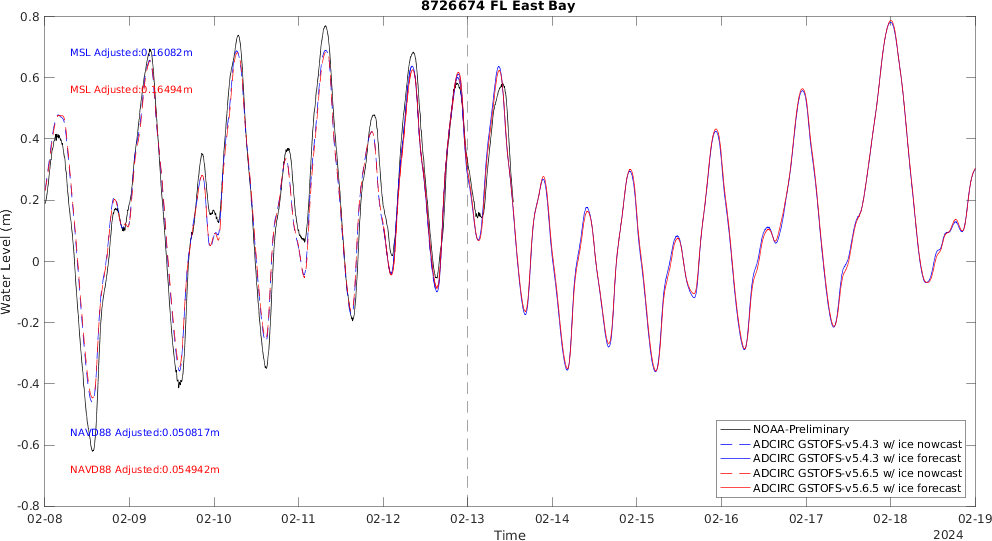 8726674 FL East Bay
MSL Adjusted:0.16082m
MSL Adjusted:0.16494m
NAVD88 Adjusted:0.050817m
NAVD88 Adjusted:0.054942m
Water Level (m)
0.8
0.6
0.4
0.2
0
-0.2
-0.4
-0.6
-0.8
NOAA-Preliminary
ADCIRC GSTOFS-v5.4.3 w/ ice nowcast
ADCIRC GSTOFS-v5.4.3 w/ ice forecast
ADCIRC GSTOFS-v5.6.5 w/ ice nowcast
ADCIRC GSTOFS-v5.6.5 w/ ice forecast
02-08 02-09 02-10 02-11 02-12 02-13 02-14 02-15 02-16 02-17 02-18 02-19
Time
2024